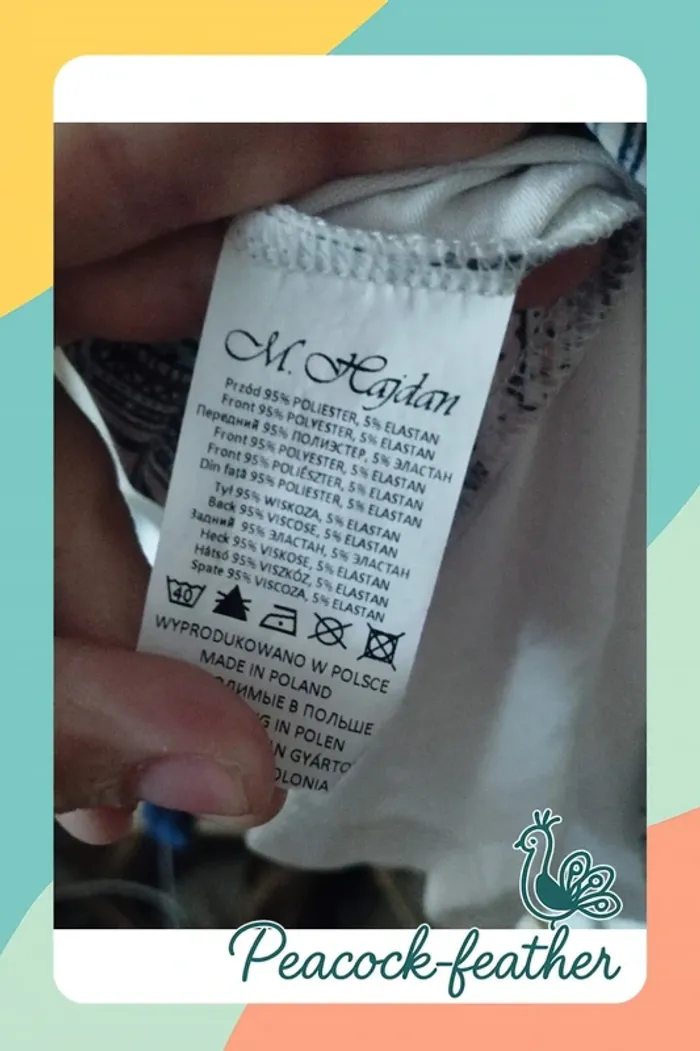 M. Hajdan
Przód 95% POLIESTER, 5% ELASTAN
Front 95% POLYESTER, 5% ELASTAN
Передний 95% ПОЛИЭСТЕР, 5% ЭЛАСТАН
Front 95% POLYESTER, 5% ELASTAN
Front 95% POLIÉSZTER, 5% ELASTAN
Din faţă 95% POLIESTER, 5% ELASTAN
Tył 95% WISKOZA, 5% ELASTAN
Back 95% VISCOSE, 5% ELASTAN
Задний 95% ЭЛАСТАН, 5% ЭЛАСТАН
Heck 95% VISKOSE, 5% ELASTAN
Hátsó 95% VISZKÓZ, 5% ELASTAN
Spate 95% VISCOZA, 5% ELASTAN
40
WYPRODUKOWANO W POLSCE
MADE IN POLAND
В ПОЛЬШЕ
IN POLEN
Peacock-feather